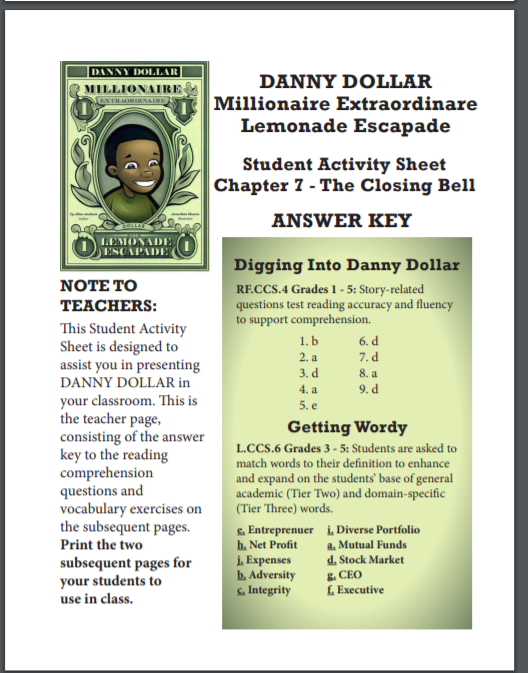 DANNY DOLLAR
MILLIONAIRE
EXTRAORDINAIRE
1 1
DOLLAR
1 1
LEMONADE
ESCAPADE
DANNY DOLLAR
Millionaire Extraordinare
Lemonade Escapade
Student Activity Sheet
Chapter 7 - The Closing Bell
ANSWER KEY
NOTE TO
TEACHERS:
This Student Activity
Sheet is designed to
assist you in presenting
DANNY DOLLAR in
your classroom. This is
the teacher page,
consisting of the answer
key to the reading
comprehension
questions and
vocabulary exercises on
the subsequent pages.
Print the two
subsequent pages for
your students to
use in class.
Digging Into Danny Dollar
RF.CCS.4 Grades 1 - 5: Story-related
questions test reading accuracy and fluency
to support comprehension.
1. b 6. d
2. a 7. d
3. d 8. a
4. a 9. d
5. e
Getting Wordy
L.CCS.6 Grades 3 - 5: Students are asked to
match words to their definition to enhance
and expand on the students' base of general
academic (Tier Two) and domain-specific
(Tier Three) words.
e. Entreprenuer i. Diverse Portfolio
h. Net Profit a. Mutual Funds
j. Expenses d. Stock Market
b. Adversity g. CEO
c. Integrity f. Executive